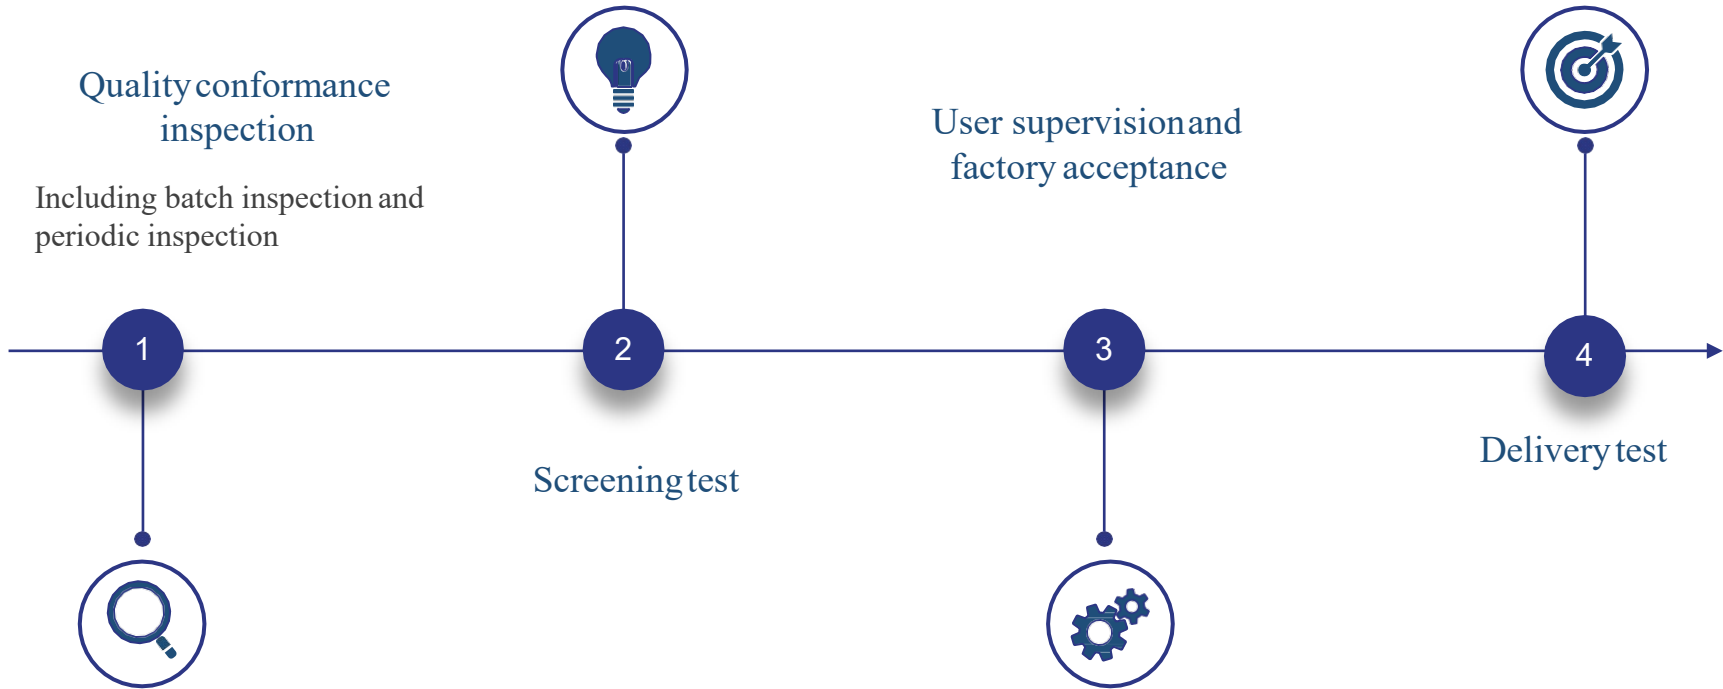 Quality conformance
inspection
Including batch inspection and
periodic inspection
1
2
Screening test
User supervision and
factory acceptance
3
4
Delivery test